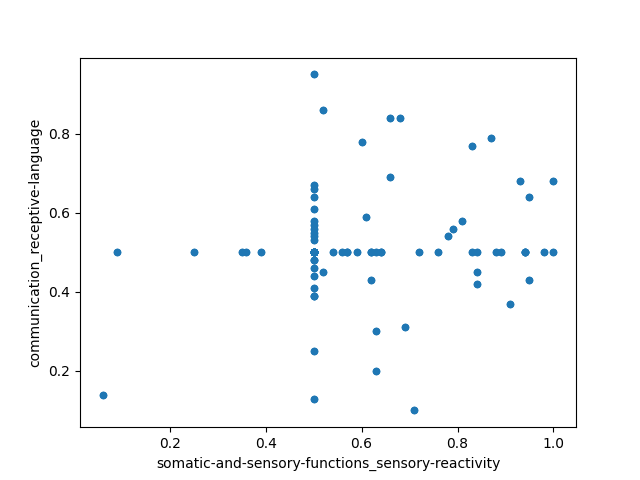 0.8
0.6
0.4
0.2
communication_receptive-language
0.2 0.4 0.6 0.8 1.0
somatic-and-sensory-functions_sensory-reactivity